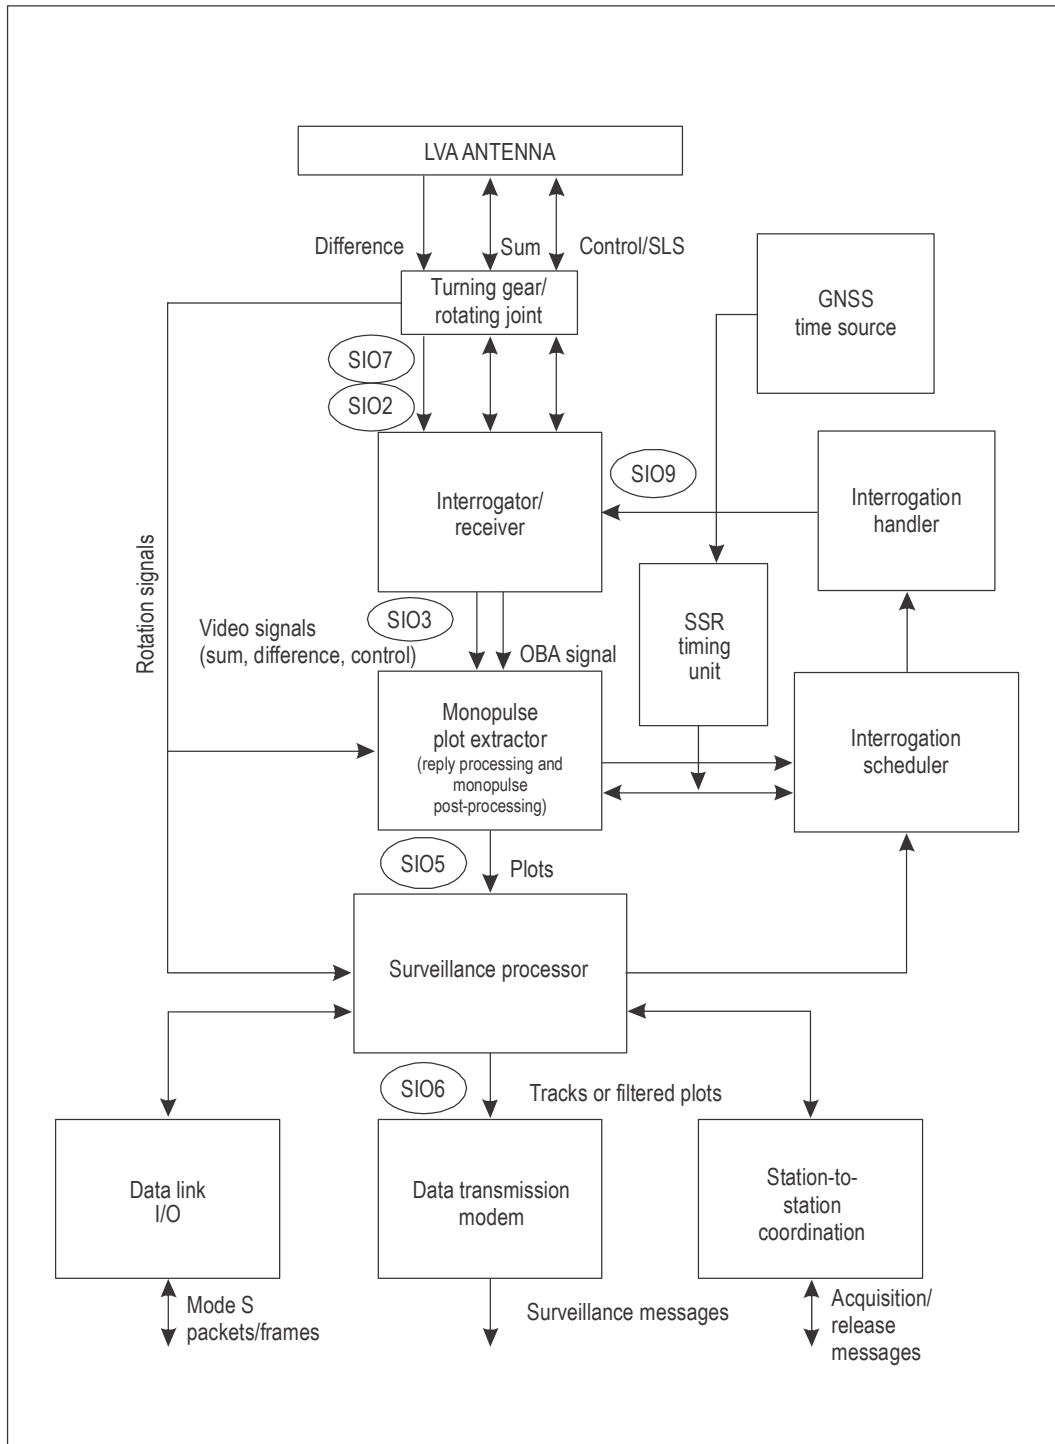 LVA ANTENNA
Difference
Sum
Control/SLS
Turning gear/
rotating joint
GNSS
time source
SIO7
SIO2
SIO9
Interrogator/
receiver
Interrogation
handler
Rotation signals
SIO3
Video signals
(sum, difference, control)
OBA signal
SSR
timing
unit
Monopulse
plot extractor
(reply processing and
monopulse
post-processing)
Interrogation
scheduler
SIO5
Plots
Surveillance processor
SIO6
Tracks or filtered plots
Data link
I/O
Data transmission
modem
Station-to-
station
coordination
Mode S
packets/frames
Surveillance messages
Acquisition/
release
messages